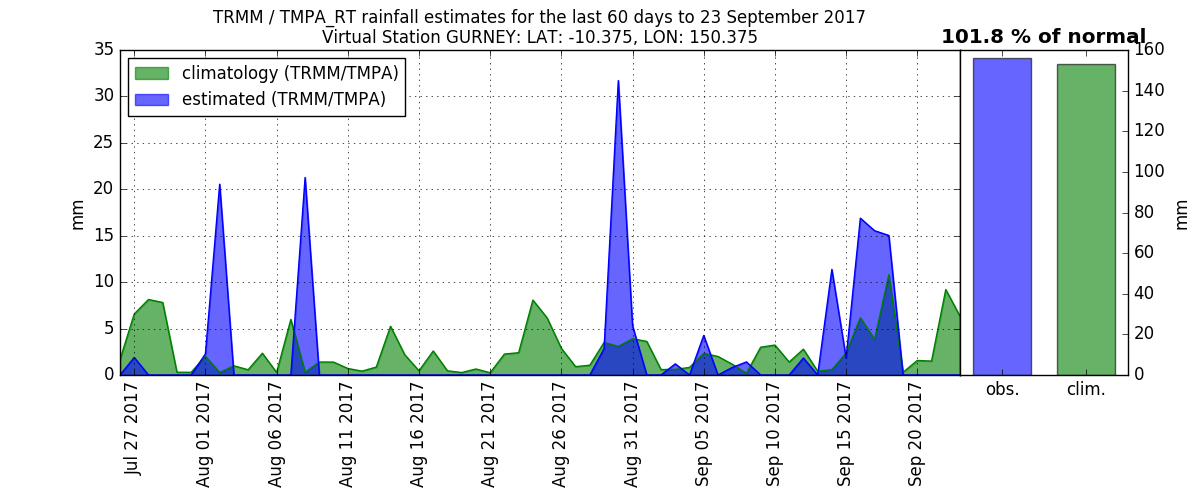 TRMM / TMPA_RT rainfall estimates for the last 60 days to 23 September 2017
Virtual Station GURNEY: LAT: -10.375, LON: 150.375
101.8 % of normal
climatology (TRMM/TMPA)
estimated (TRMM/TMPA)
35
30
25
20
15
10
5
0
mm
Jul 27 2017
Aug 01 2017
Aug 06 2017
Aug 11 2017
Aug 16 2017
Aug 21 2017
Aug 26 2017
Aug 31 2017
Sep 05 2017
Sep 10 2017
Sep 15 2017
Sep 20 2017
obs.
clim.
160
140
120
100
80
60
40
20
0
mm